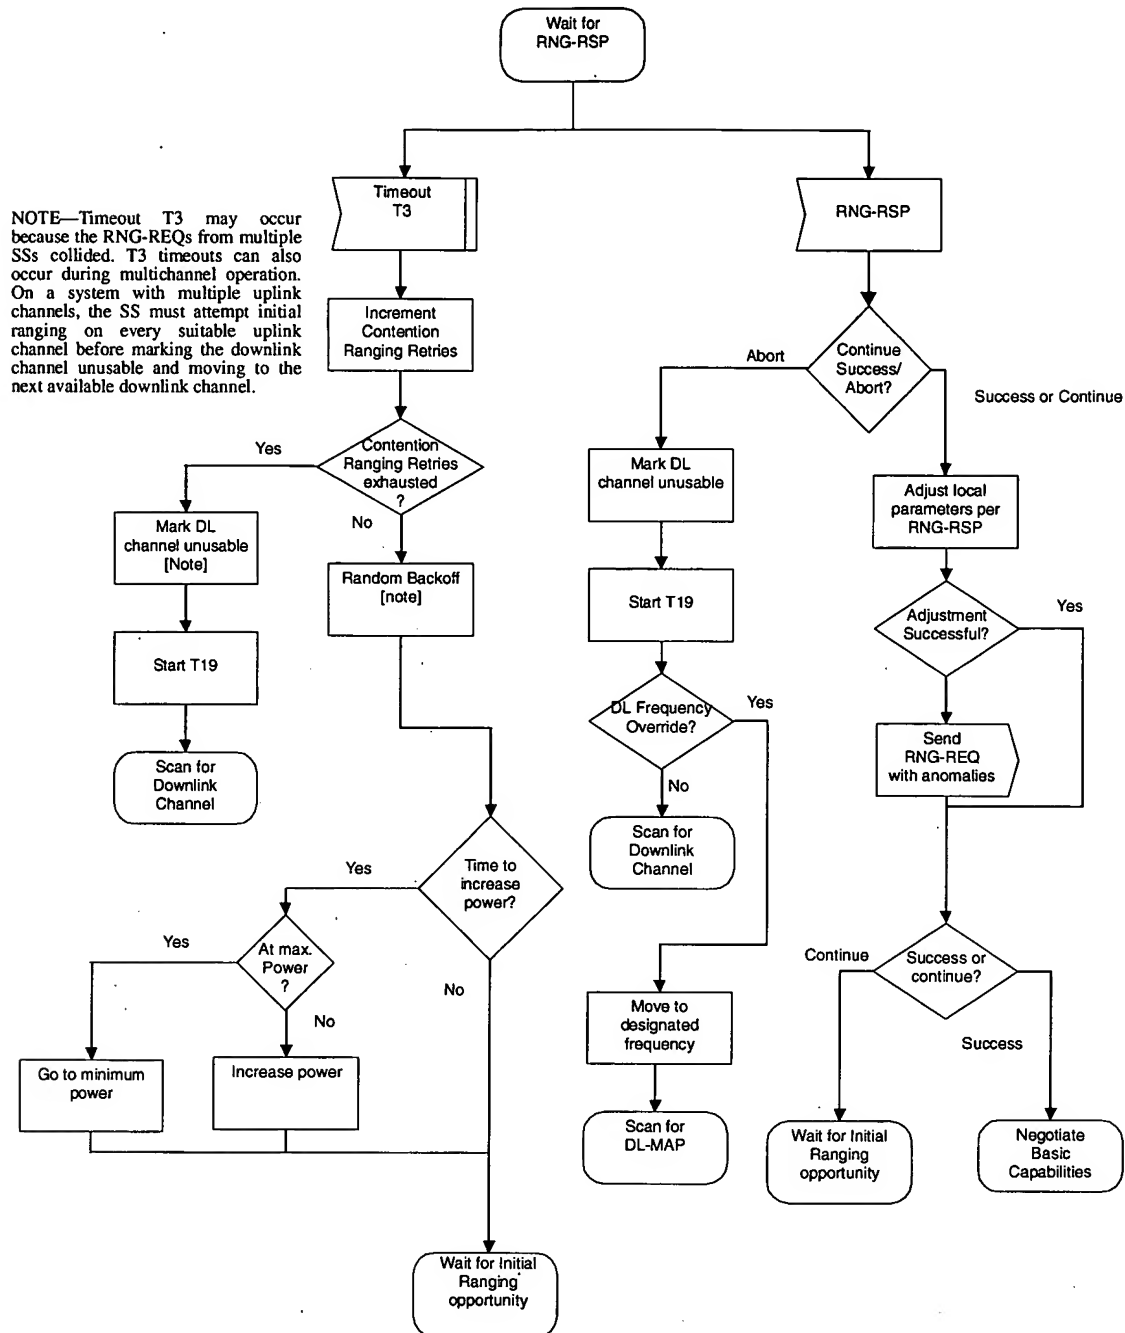 Wait for
RNG-RSP
Timeout
T3
RNG-RSP
NOTE—Timeout T3 may occur
because the RNG-REQs from multiple
SSs collided. T3 timeouts can also
occur during multichannel operation.
On a system with multiple uplink
channels, the SS must attempt initial
ranging on every suitable uplink
channel before marking the downlink
channel unusable and moving to the
next available downlink channel.
Increment
Contention
Ranging Retries
Continue
Success/
Abort?
Abort
Success or Continue
Yes
Contention
Ranging Retries
exhausted
?
No
Mark DL
channel unusable
Adjust local
parameters per
RNG-RSP
Mark DL
channel unusable
[Note]
Random Backoff
[note]
Start T19
Adjustment
Successful?
Yes
Start T19
DL Frequency
Override?
Yes
No
Send
RNG-REQ
with anomalies
Scan for
Downlink
Channel
Scan for
Downlink
Channel
Time to
increase
power?
Yes
No
At max.
Power
?
Yes
No
Success or
continue?
Continue
Success
Move to
designated
frequency
Go to minimum
power
Increase power
Scan for
DL-MAP
Wait for Initial
Ranging
opportunity
Negotiate
Basic
Capabilities
Wait for Initial
Ranging
opportunity